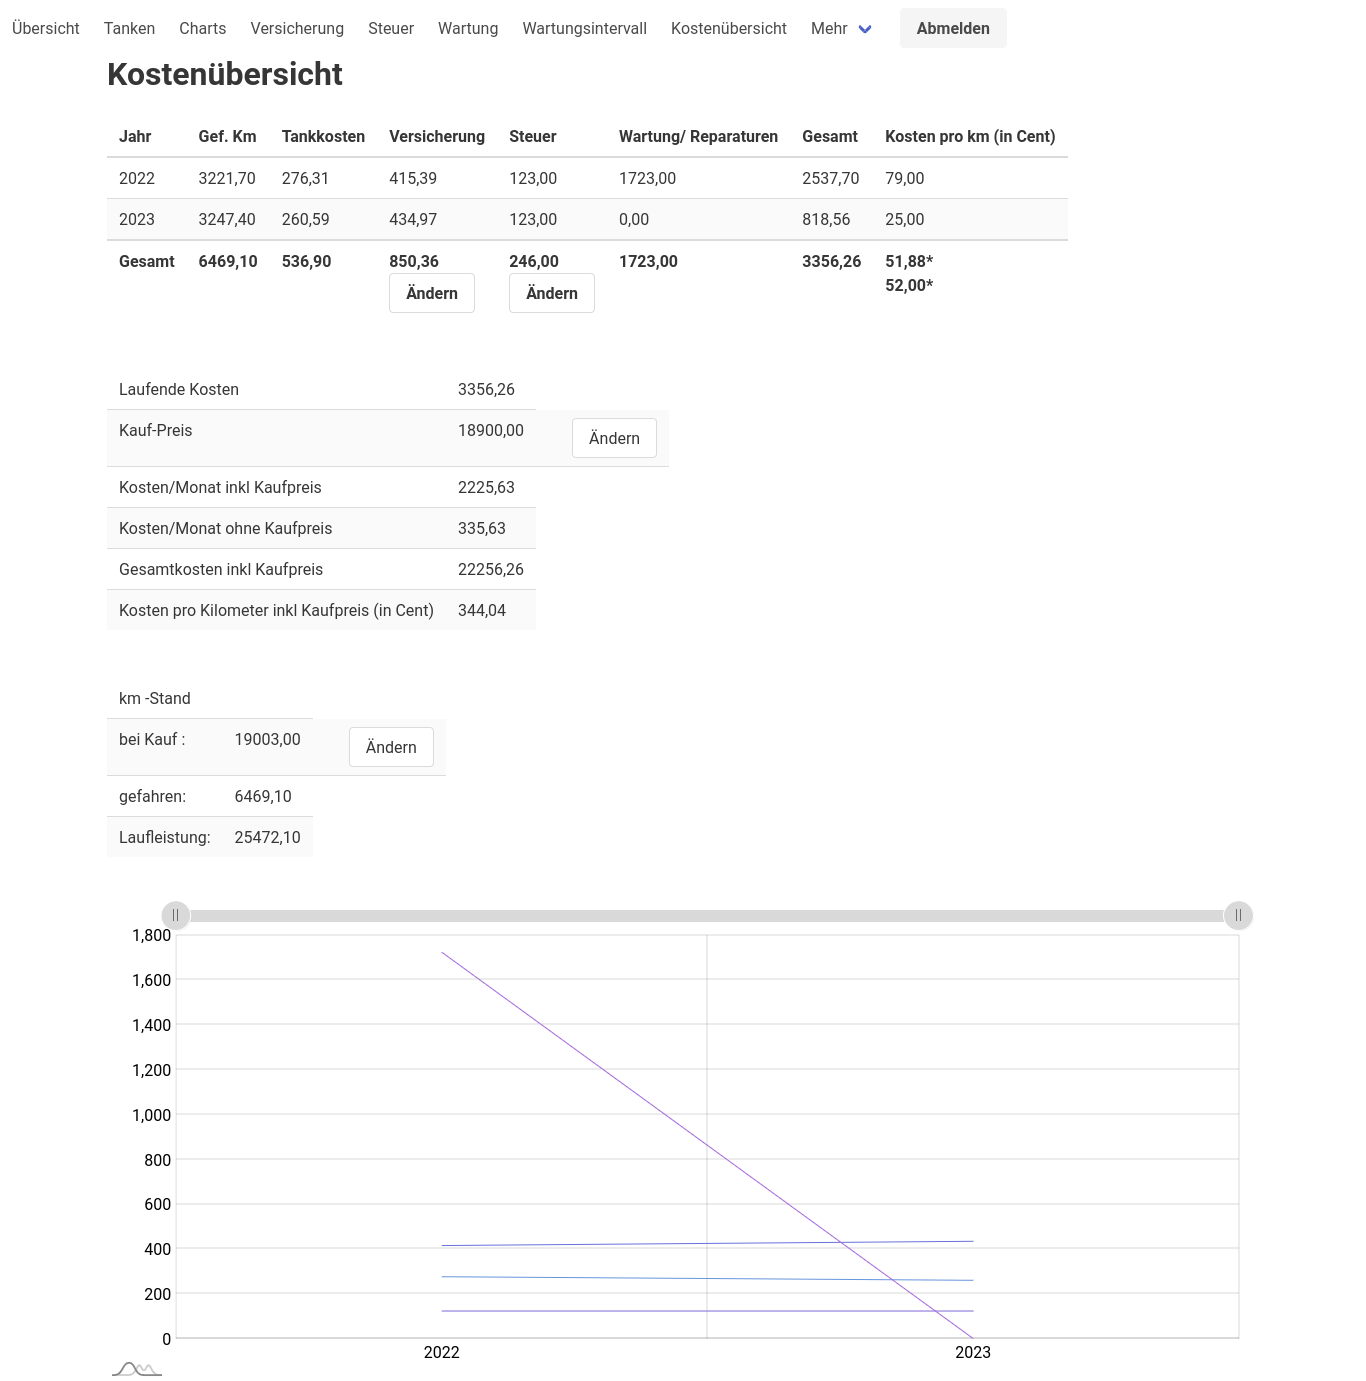 Übersicht Tanken Charts Versicherung Steuer Wartung Wartungsintervall Kostenübersicht Mehr Abmelden
Kostenübersicht
Jahr Gef. Km Tankkosten Versicherung Steuer Wartung/ Reparaturen Gesamt Kosten pro km (in Cent)
2022 3221,70 276,31 415,39 123,00 1723,00 2537,70 79,00
2023 3247,40 260,59 434,97 123,00 0,00 818,56 25,00
Gesamt 6469,10 536,90 850,36 246,00 1723,00 3356,26 51,88*
52,00*
Ändern Ändern
Laufende Kosten 3356,26
Kauf-Preis 18900,00 Ändern
Kosten/Monat inkl Kaufpreis 2225,63
Kosten/Monat ohne Kaufpreis 335,63
Gesamtkosten inkl Kaufpreis 22256,26
Kosten pro Kilometer inkl Kaufpreis (in Cent) 344,04
km -Stand
bei Kauf : 19003,00 Ändern
gefahren: 6469,10
Laufleistung: 25472,10
1,800
1,600
1,400
1,200
1,000
800
600
400
200
0
2022 2023